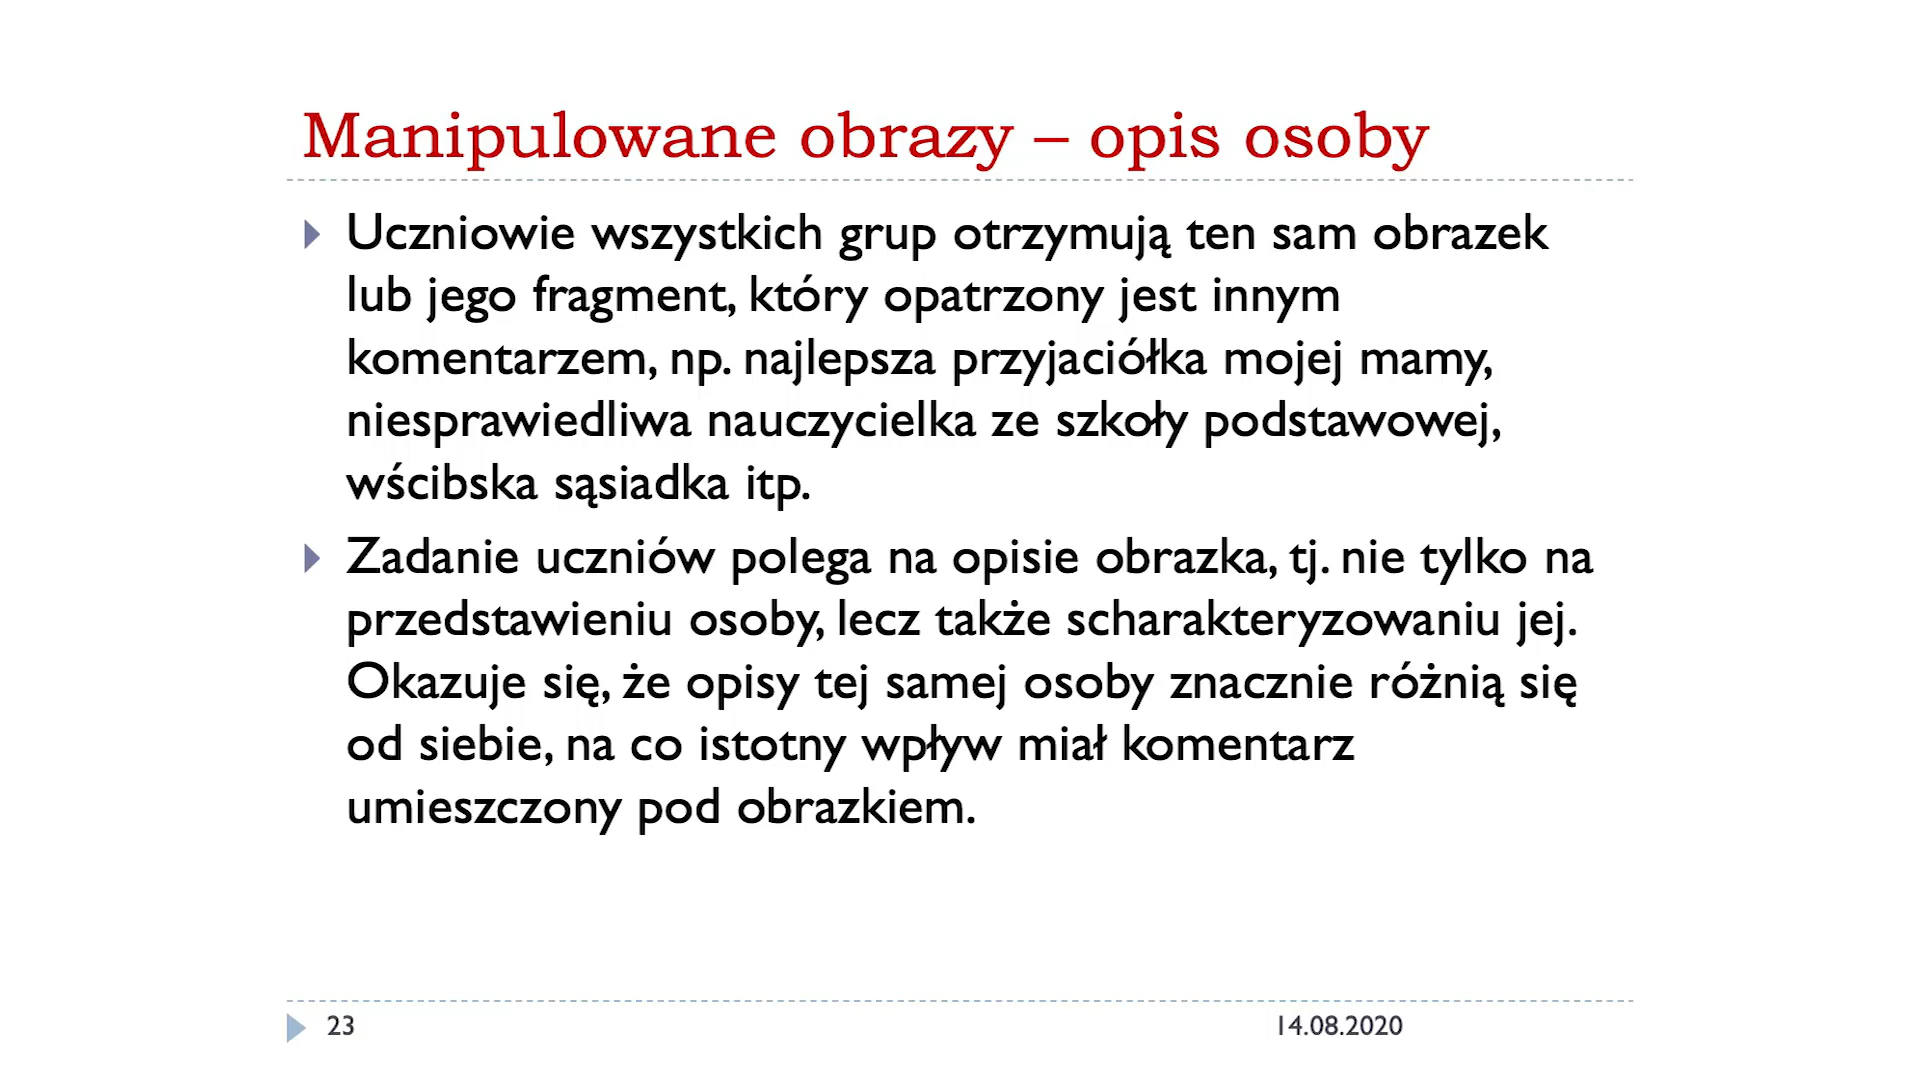 Manipulowane obrazy – opis osoby
Uczniowie wszystkich grup otrzymują ten sam obrazek
lub jego fragment, który opatrzony jest innym
komentarzem, np. najlepsza przyjaciółka mojej mamy,
niesprawiedliwa nauczycielka ze szkoły podstawowej,
wścibska sąsiadka itp.
Zadanie uczniów polega na opisie obrazka, tj. nie tylko na
przedstawieniu osoby, lecz także scharakteryzowaniu jej.
Okazuje się, że opisy tej samej osoby znacznie różnią się
od siebie, na co istotny wpływ miał komentarz
umieszczony pod obrazkiem.
23
14.08.2020